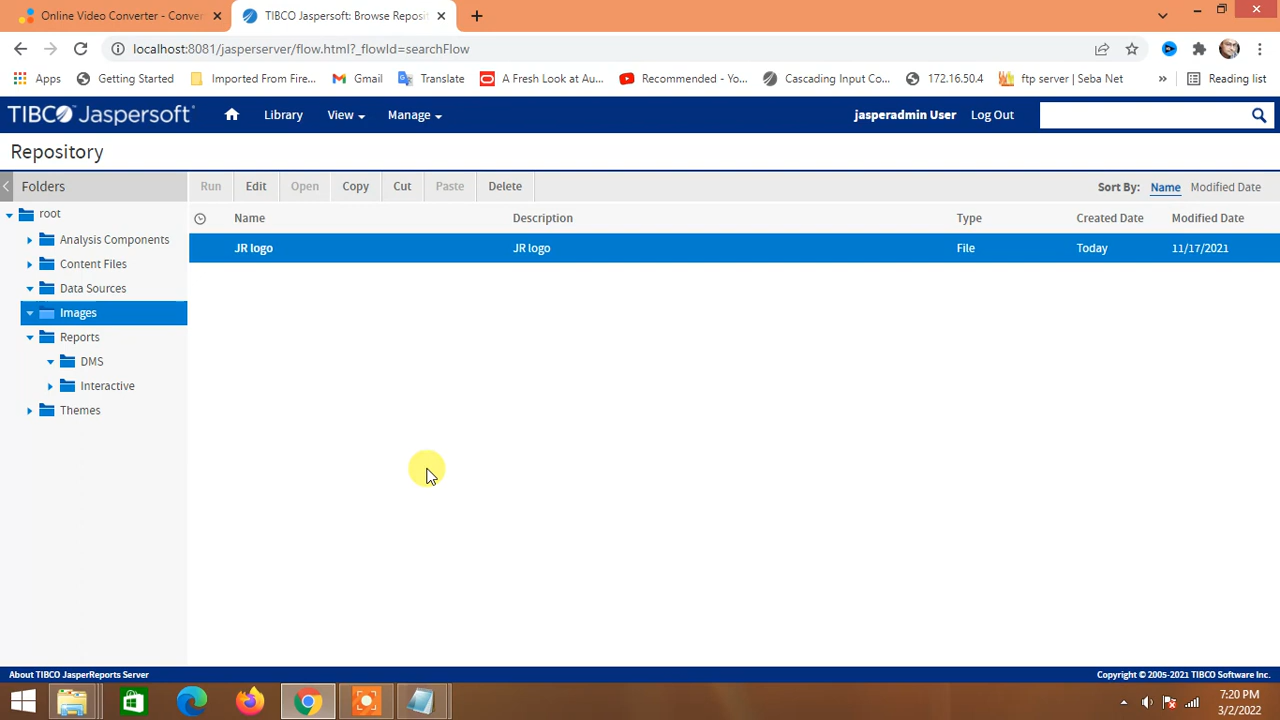 Online Video Converter - Conver
TIBCO Jaspersoft: Browse Reposi
localhost:8081/jasperserver/flow.html?_flowId=searchFlow
Apps
Getting Started
Imported From Fire...
Gmail
Translate
A Fresh Look at Au...
Recommended - Yo...
Cascading Input Co...
172.16.50.4
ftp server | Seba Net
»
Reading list
TIBCO Jaspersoft®
Library
View
Manage
jasperadmin User
Log Out
Repository
Folders
Run
Edit
Open
Copy
Cut
Paste
Delete
Sort By:
Name
Modified Date
root
Analysis Components
Content Files
Data Sources
Images
Reports
DMS
Interactive
Themes
Name
Description
Type
Created Date
Modified Date
JR logo
JR logo
File
Today
11/17/2021
About TIBCO JasperReports Server
Copyright © 2005-2021 TIBCO Software Inc.
7:20 PM
3/2/2022